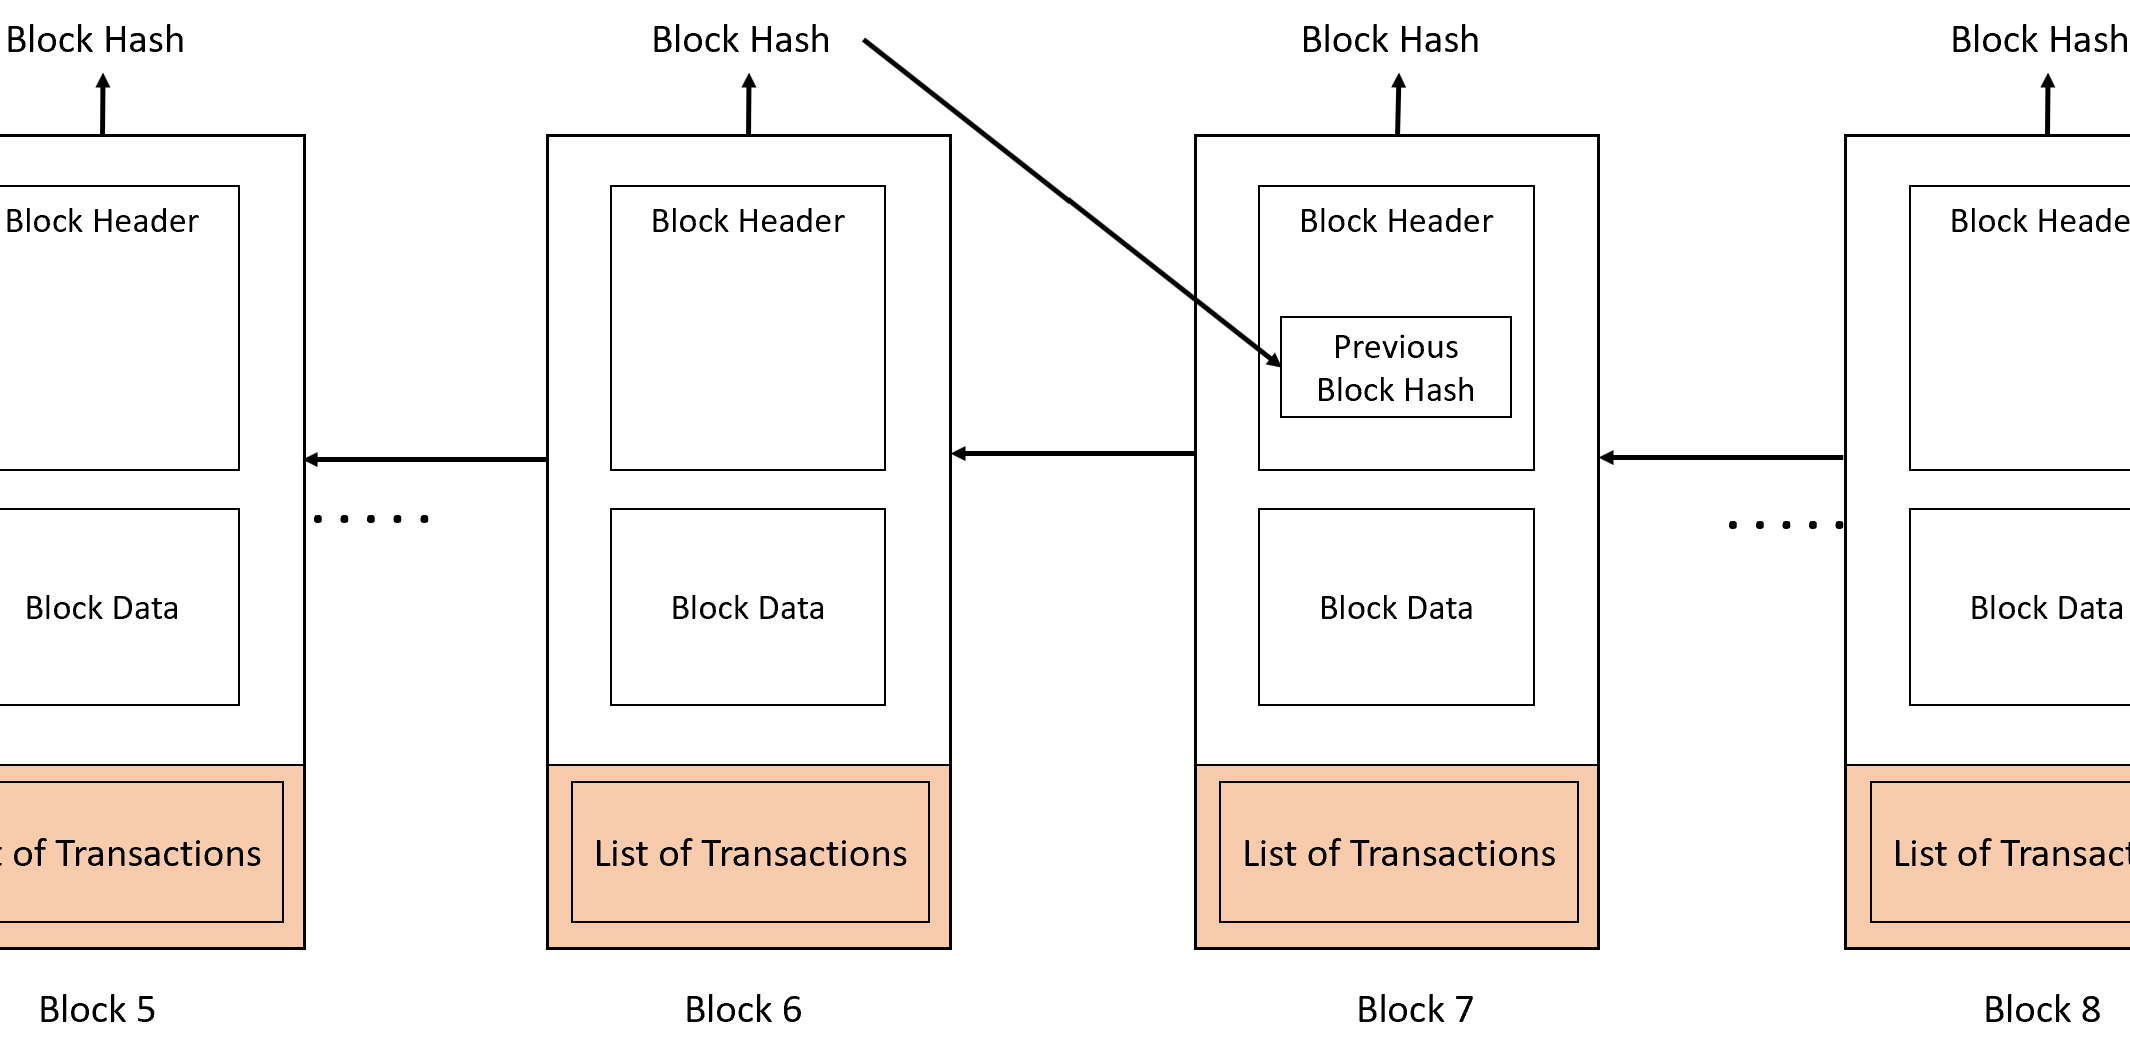 Block Hash
Block Hash
Block Hash
Block Hash
Block Header
Block Header
Block Header
Block Heade
Previous
Block Hash
Block Data
Block Data
Block Data
Block Data
of Transactions
List of Transactions
List of Transactions
List of Transact
Block 5
Block 6
Block 7
Block 8